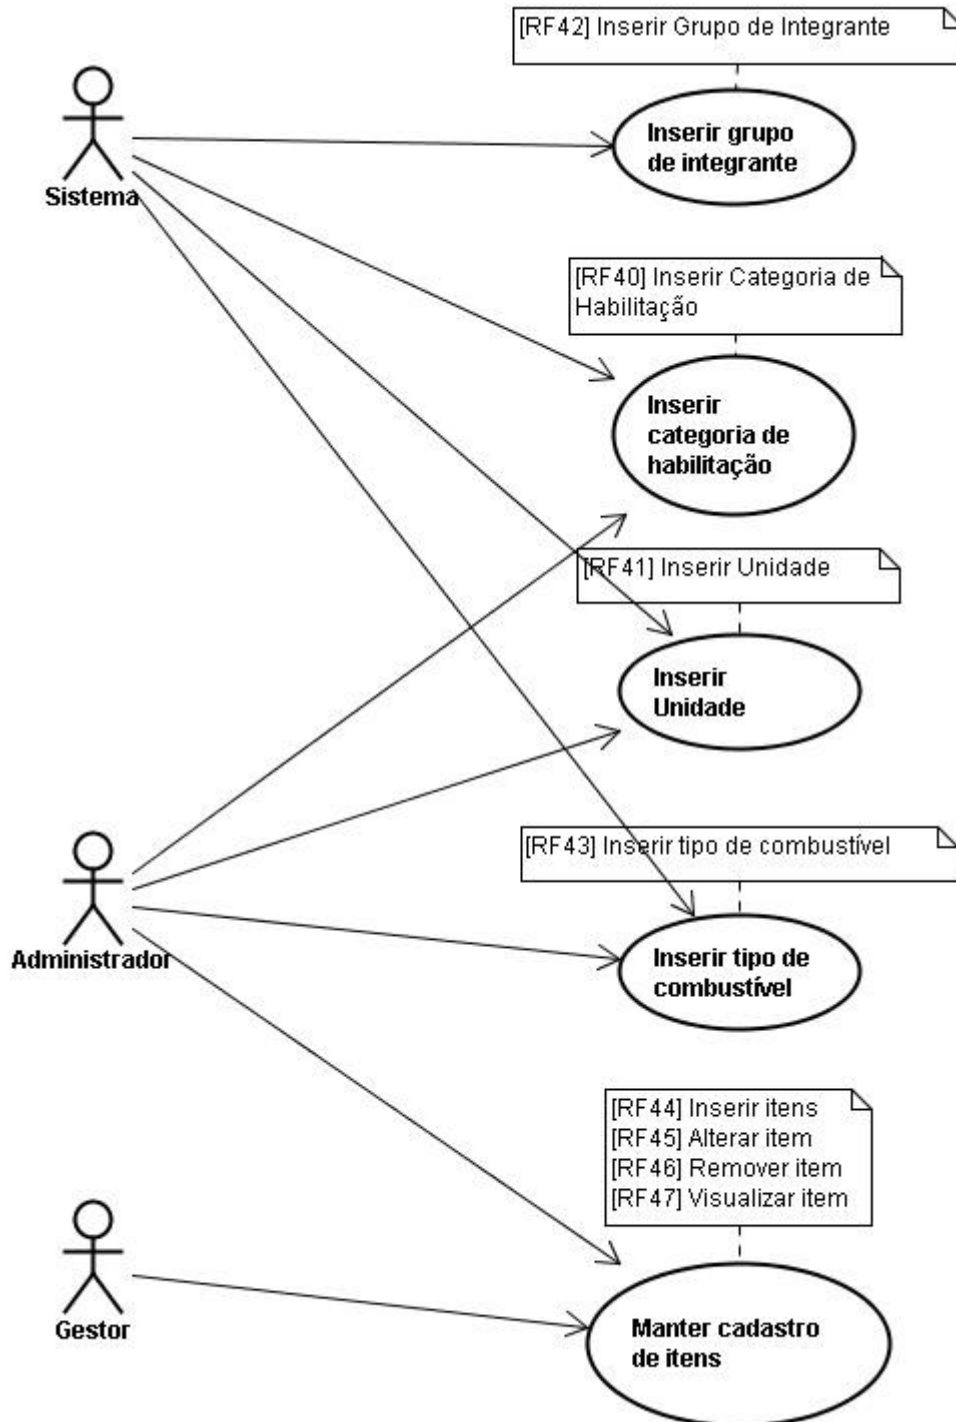 [RF42] Inserir Grupo de Integrante
Inserir grupo
de integrante
Sistema
[RF40] Inserir Categoria de
Habilitação
Inserir
categoria de
habilitação
[RF41] Inserir Unidade
Inserir
Unidade
[RF43] Inserir tipo de combustível
Administrador
Inserir tipo de
combustível
[RF44] Inserir itens
[RF45] Alterar item
[RF46] Remover item
[RF47] Visualizar item
Gestor
Manter cadastro
de itens